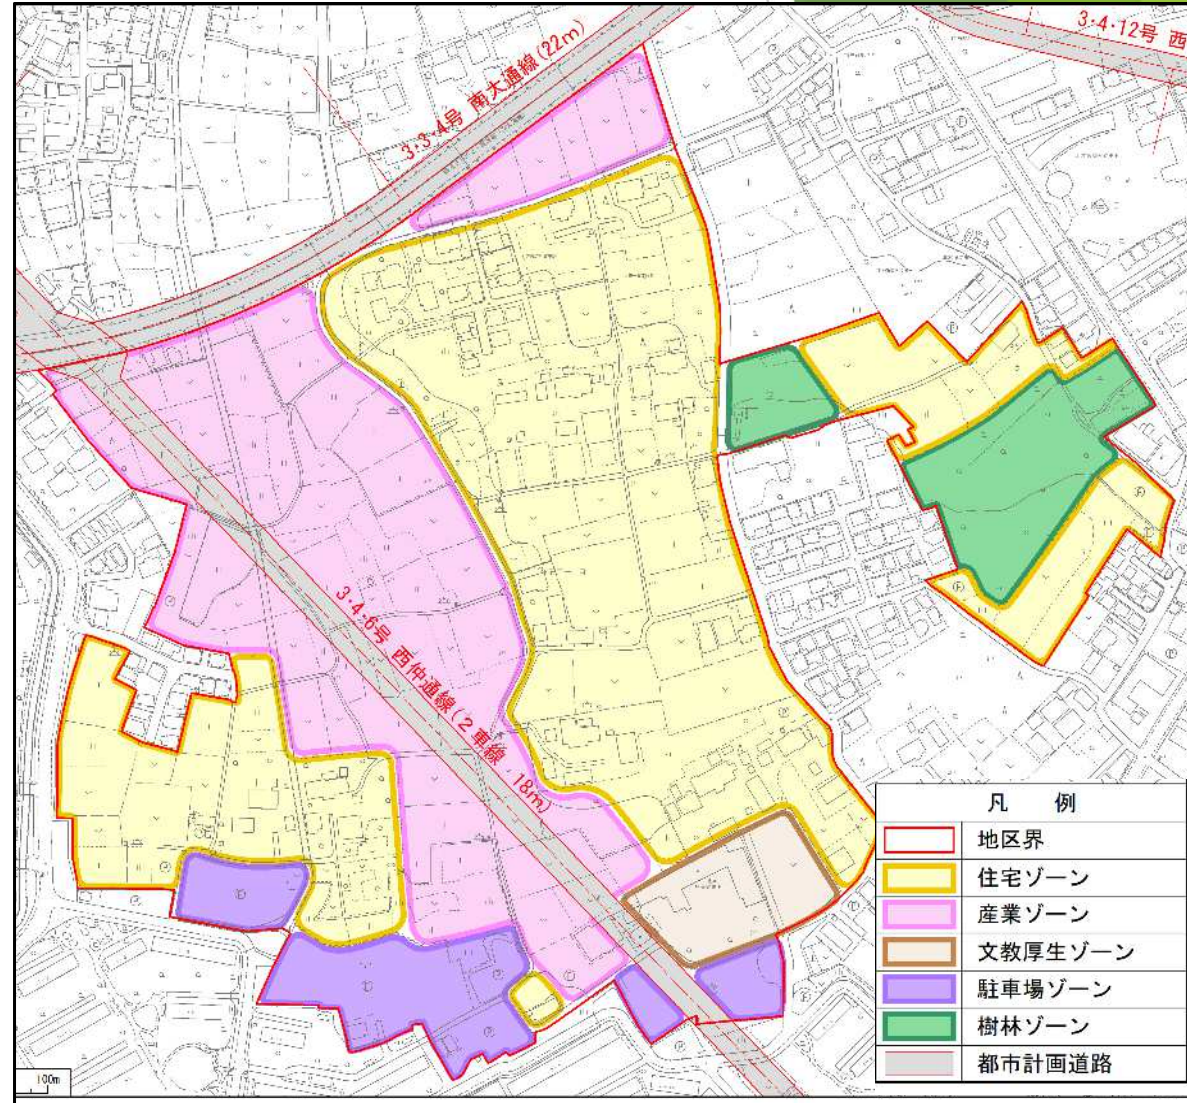 3・4・12号 西
3・3・4号 南大通線(22m)
3・4・6号 西仲通線(2車線 18m)
凡 例
地区界
住宅ゾーン
産業ゾーン
文教厚生ゾーン
駐車場ゾーン
樹林ゾーン
都市計画道路
100m